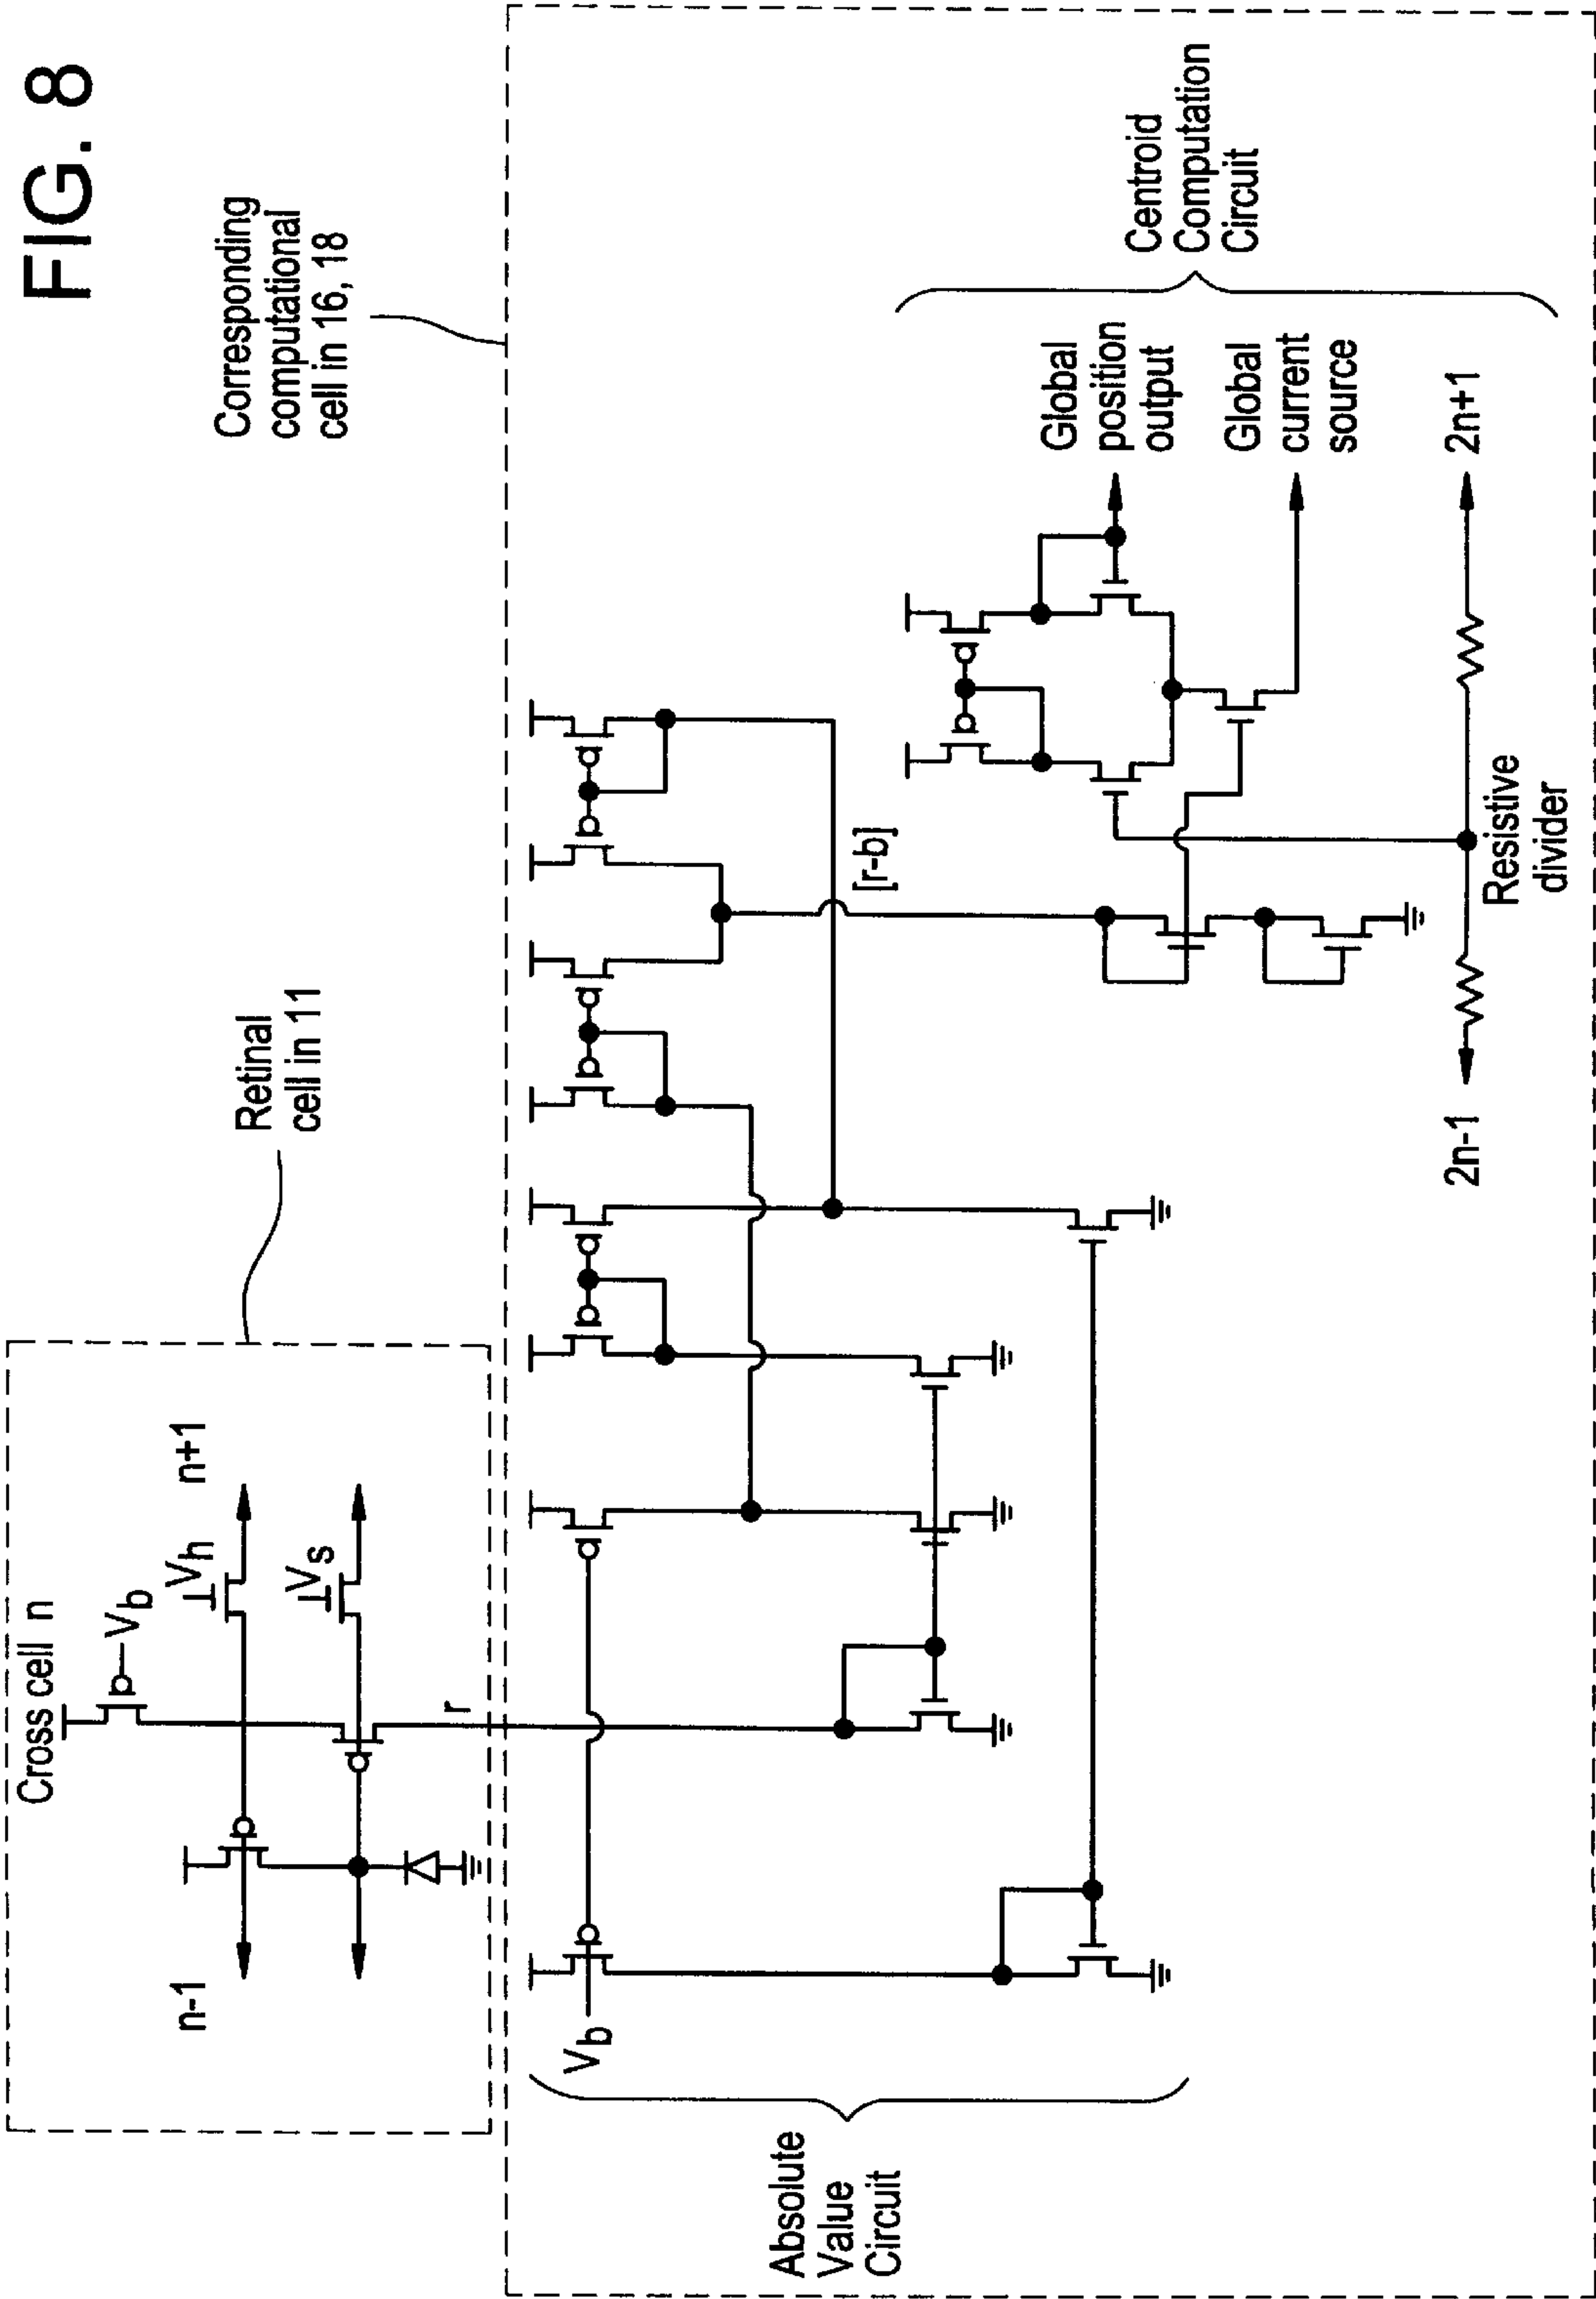 FIG. 8
Cross cell n
Vb
Vh
Vs
n-1
n+1
r
Retinal
cell in 11
Corresponding
computational
cell in 16, 18
Vb
Absolute
Value
Circuit
[r-b]
Global
position
output
Global
current
source
Centroid
Computation
Circuit
2n-1
2n+1
Resistive
divider